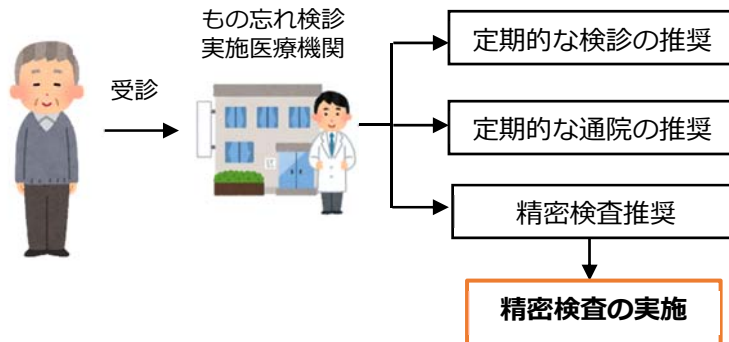 もの忘れ検診
実施医療機関
受診
定期的な検診の推奨
定期的な通院の推奨
精密検査推奨
精密検査の実施